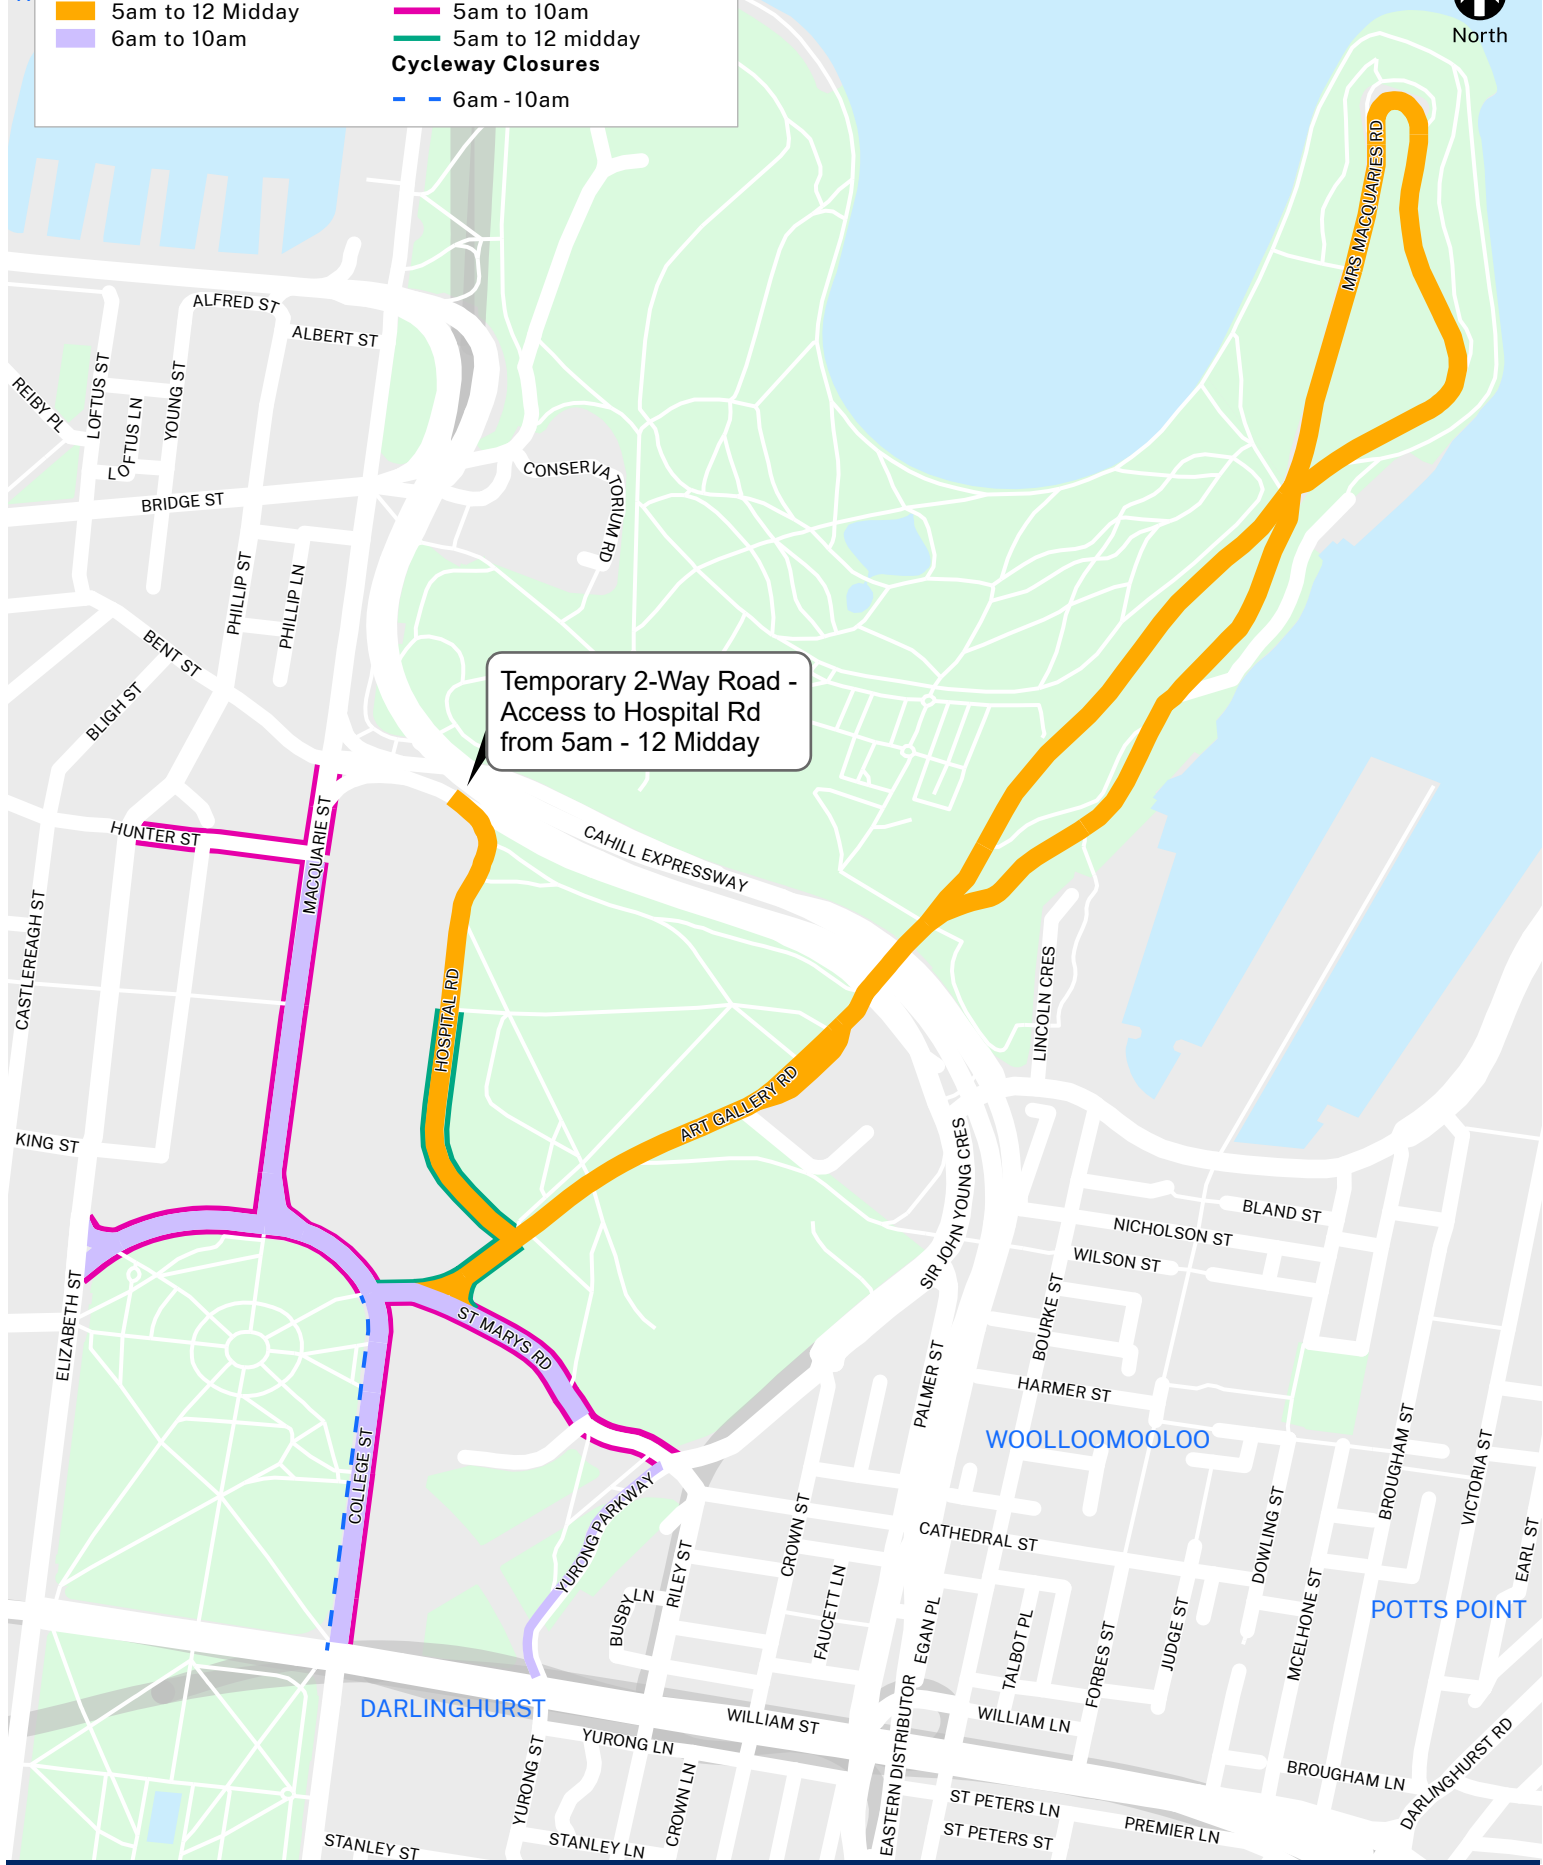 5am to 12 Midday
6am to 10am
5am to 10am
5am to 12 midday
Cycleway Closures
6am - 10am
North
MRS MACQUARIES RD
ALFRED ST
ALBERT ST
REIBY PL
LOFTUS ST
LOFTUS LN
YOUNG ST
BRIDGE ST
CONSERVATORIUM RD
PHILLIP ST
PHILLIP LN
BENT ST
BLIGH ST
Temporary 2-Way Road -
Access to Hospital Rd
from 5am - 12 Midday
HUNTER ST
MACQUARIE ST
CAHILL EXPRESSWAY
CASTLEREAGH ST
HOSPITAL RD
LINCOLN CRES
ART GALLERY RD
KING ST
SIR JOHN YOUNG CRES
BLAND ST
NICHOLSON ST
WILSON ST
ELIZABETH ST
ST MARYS RD
BOURKE ST
PALMER ST
HARMER ST
WOOLLOOMOOLOO
COLLEGE ST
BROUGHAM ST
VICTORIA ST
YURONG PARKWAY
CROWN ST
CATHEDRAL ST
DOWLING ST
EARL ST
RILEY ST
BUSBY LN
FAUCETT LN
EGAN PL
TALBOT PL
FORBES ST
JUDGE ST
MCELHONE ST
POTTS POINT
DARLINGHURST
WILLIAM ST
WILLIAM LN
YURONG LN
YURONG ST
CROWN LN
EASTERN DISTRIBUTOR
BROUGHAM LN
DARLINGHURST RD
ST PETERS LN
PREMIER LN
ST PETERS ST
STANLEY ST
STANLEY LN